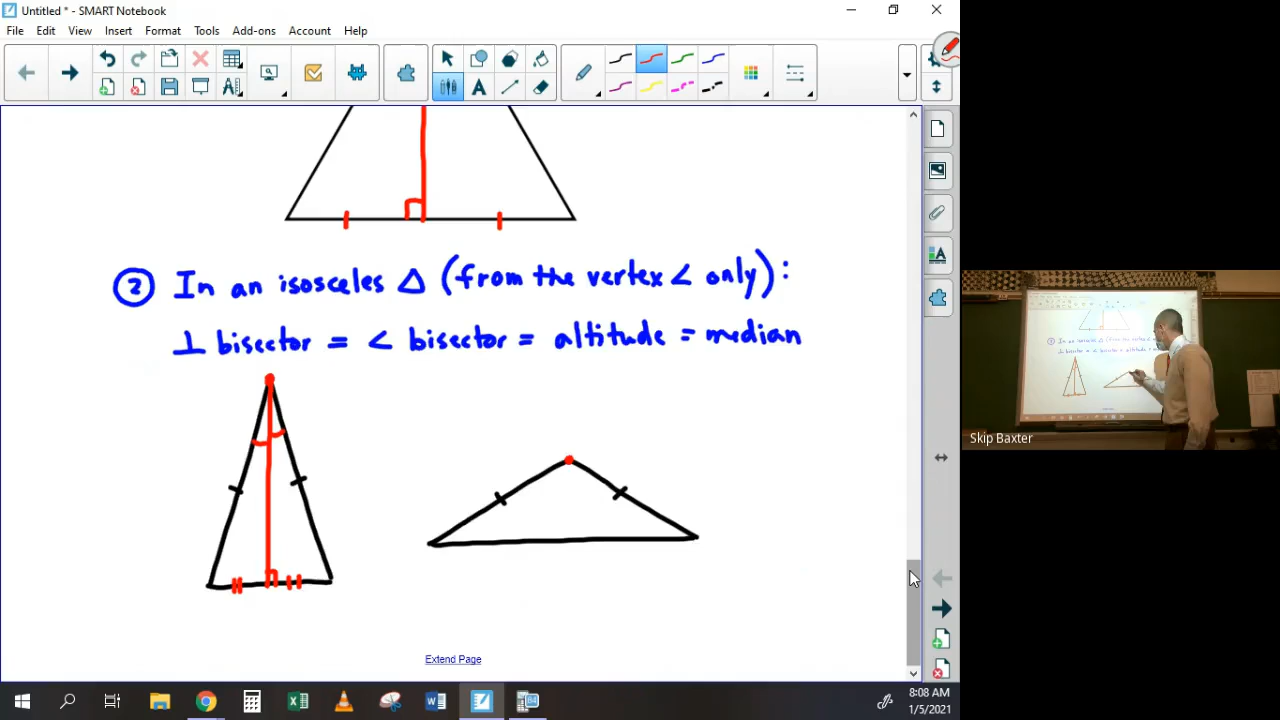 Untitled * - SMART Notebook
File Edit View Insert Format Tools Add-ons Account Help
② In an isosceles △ (from the vertex ∠ only):
⊥ bisector = ∠ bisector = altitude = median
Extend Page
Skip Baxter
8:08 AM
1/5/2021